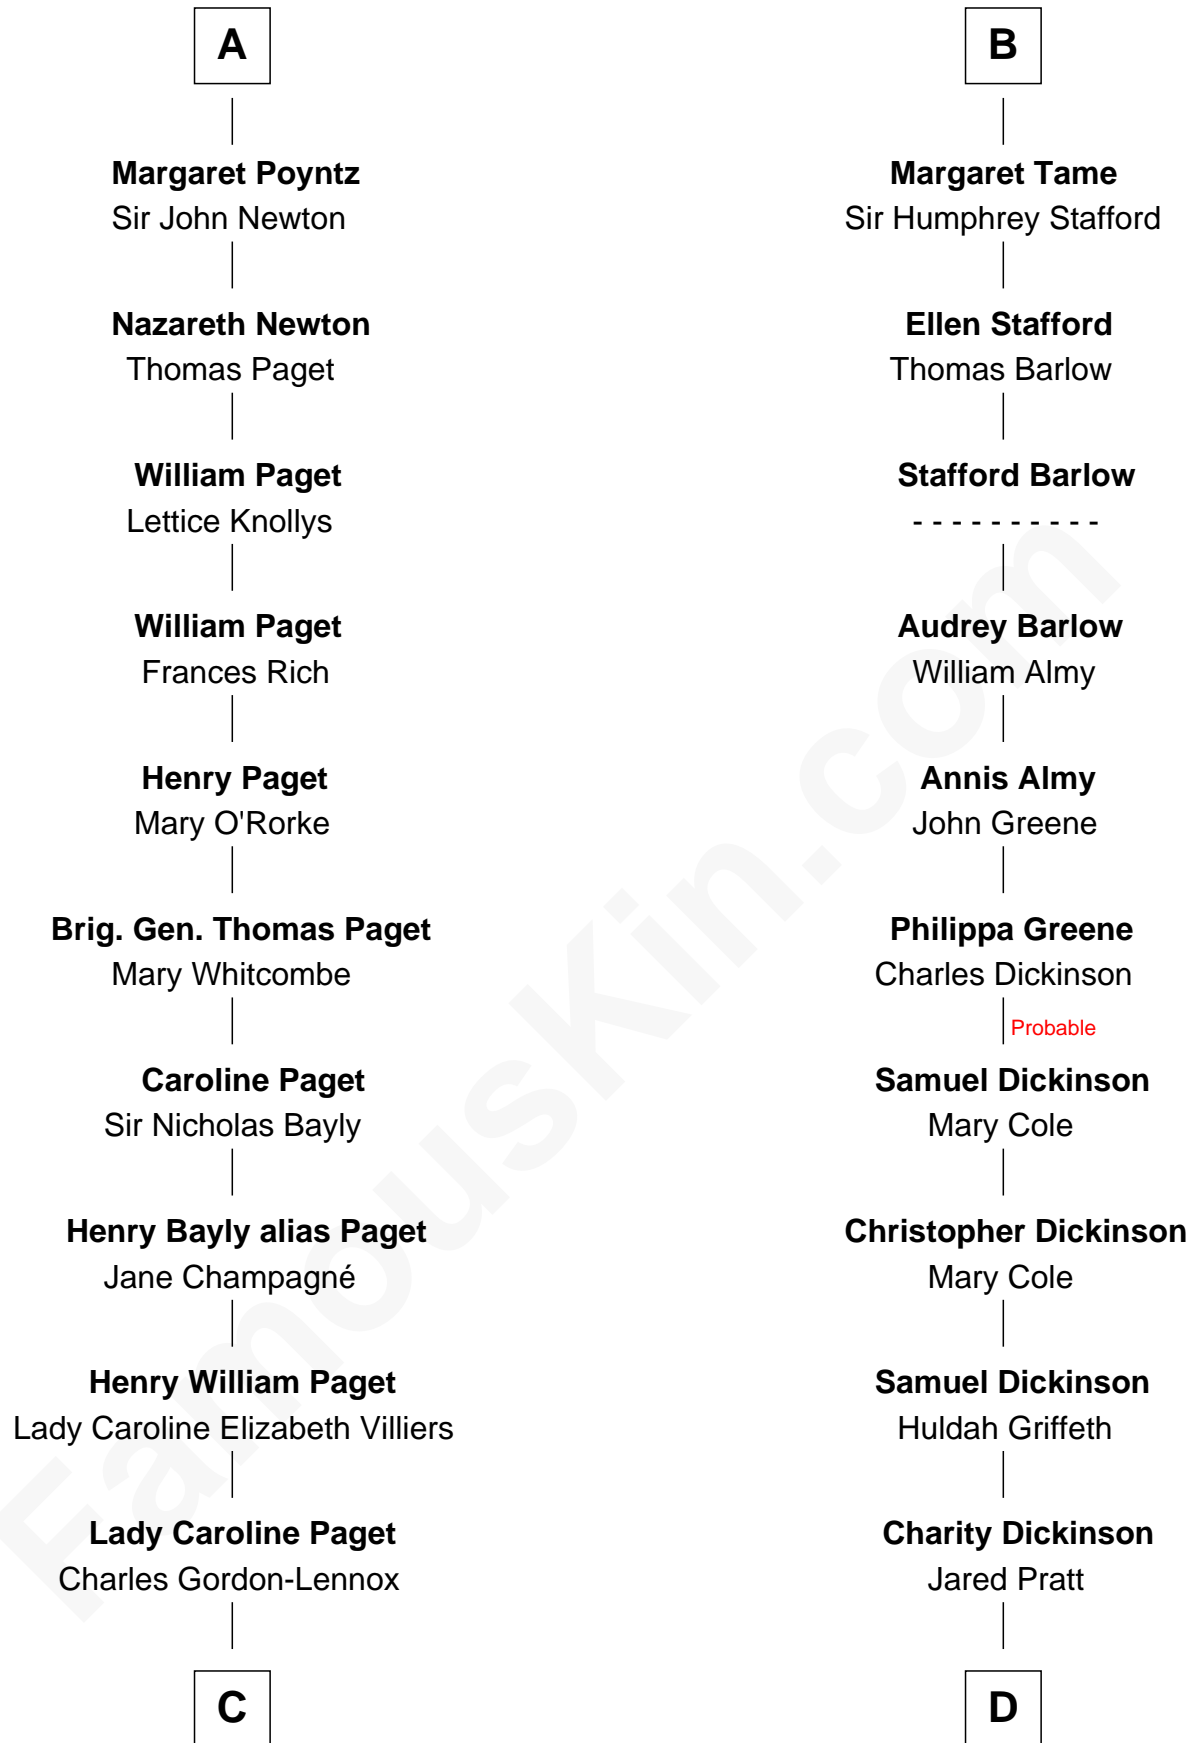 A
Margaret Poyntz
Sir John Newton
Nazareth Newton
Thomas Paget
William Paget
Lettice Knollys
William Paget
Frances Rich
Henry Paget
Mary O'Rorke
Brig. Gen. Thomas Paget
Mary Whitcombe
Caroline Paget
Sir Nicholas Bayly
Henry Bayly alias Paget
Jane Champagné
Henry William Paget
Lady Caroline Elizabeth Villiers
Lady Caroline Paget
Charles Gordon-Lennox
C
B
Margaret Tame
Sir Humphrey Stafford
Ellen Stafford
Thomas Barlow
Stafford Barlow
- - - - - - - - - -
Audrey Barlow
William Almy
Annis Almy
John Greene
Philippa Greene
Charles Dickinson
Probable
Samuel Dickinson
Mary Cole
Christopher Dickinson
Mary Cole
Samuel Dickinson
Huldah Griffeth
Charity Dickinson
Jared Pratt
D
FamousKin.com